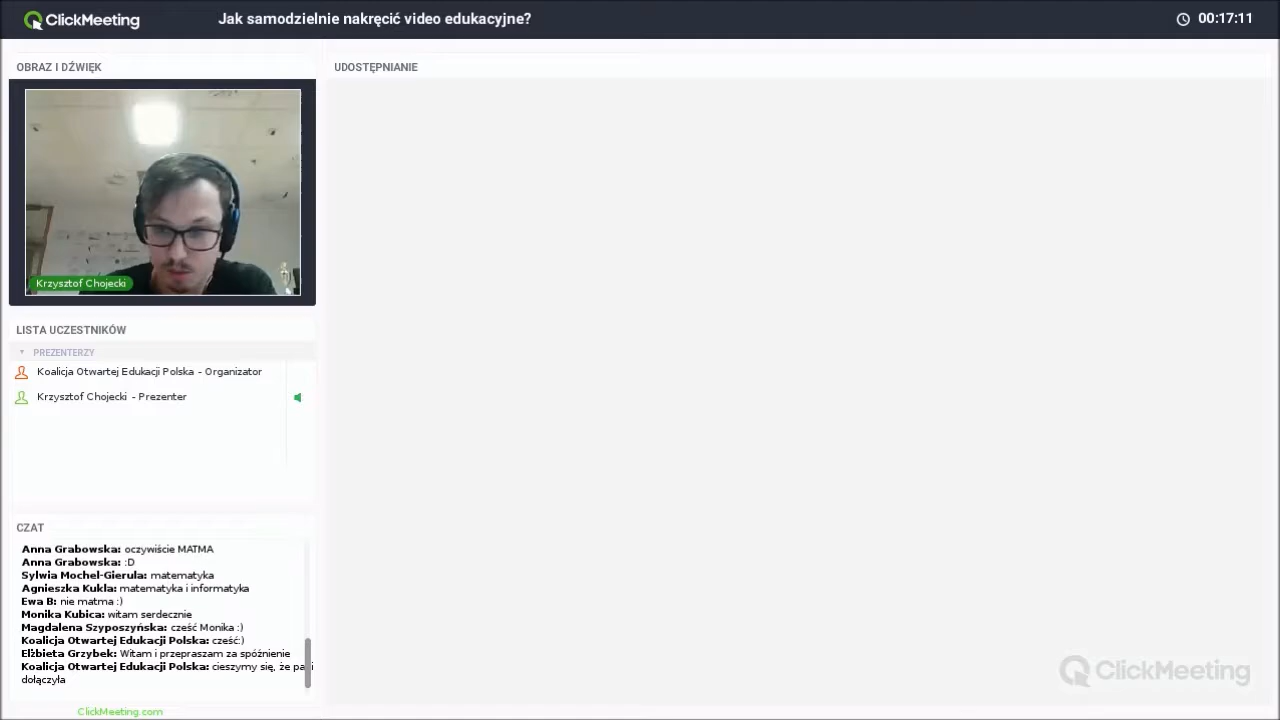 ClickMeeting
Jak samodzielnie nakręcić video edukacyjne?
00:17:11
OBRAZ I DŹWIĘK
UDOSTĘPNIANIE
Krzysztof Chojecki
LISTA UCZESTNIKÓW
PREZENTERZY
Koalicja Otwartej Edukacji Polska - Organizator
Krzysztof Chojecki - Prezenter
CZAT
Anna Grabowska: oczywiście MATMA
Anna Grabowska: :D
Sylwia Mochel-Gierula: matematyka
Agnieszka Kukla: matematyka i informatyka
Ewa B: nie matma :)
Monika Kubica: witam serdecznie
Magdalena Szyposzyńska: cześć Monika :)
Koalicja Otwartej Edukacji Polska: cześć:)
Elżbieta Grzybek: Witam i przepraszam za spóźnienie
Koalicja Otwartej Edukacji Polska: cieszymy się, że pani
dołączyła
ClickMeeting.com
ClickMeeting